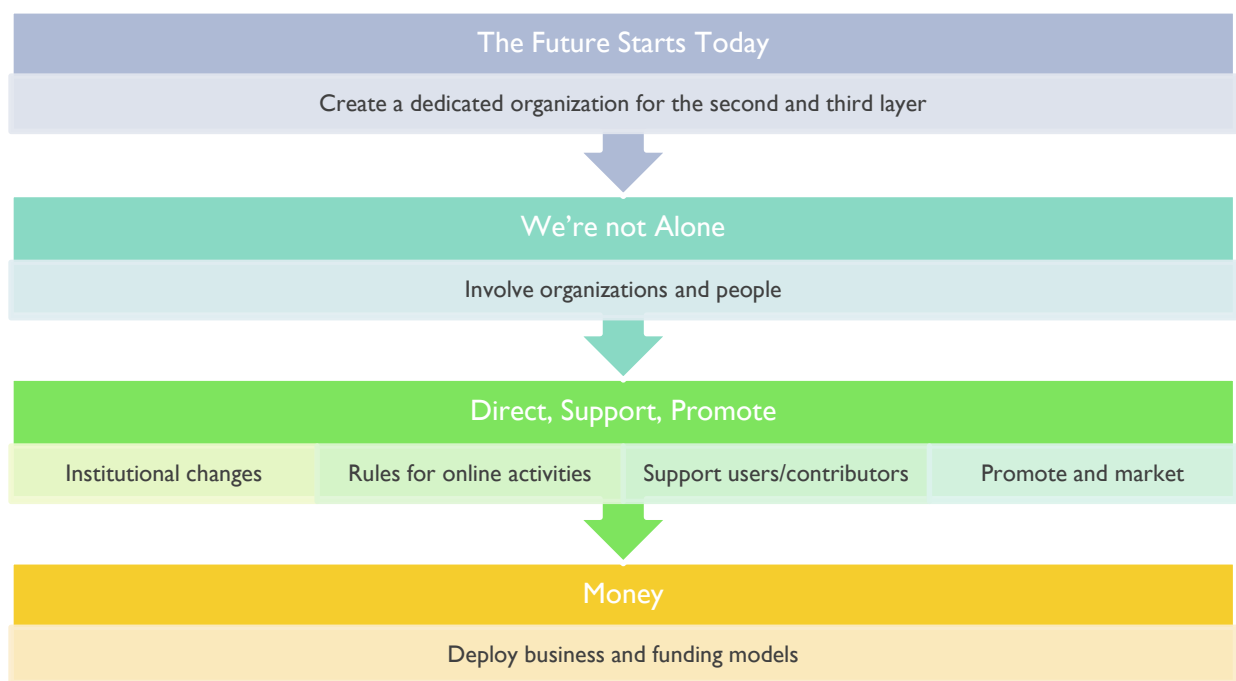 The Future Starts Today
Create a dedicated organization for the second and third layer
We’re not Alone
Involve organizations and people
Direct, Support, Promote
Institutional changes
Rules for online activities
Support users/contributors
Promote and market
Money
Deploy business and funding models